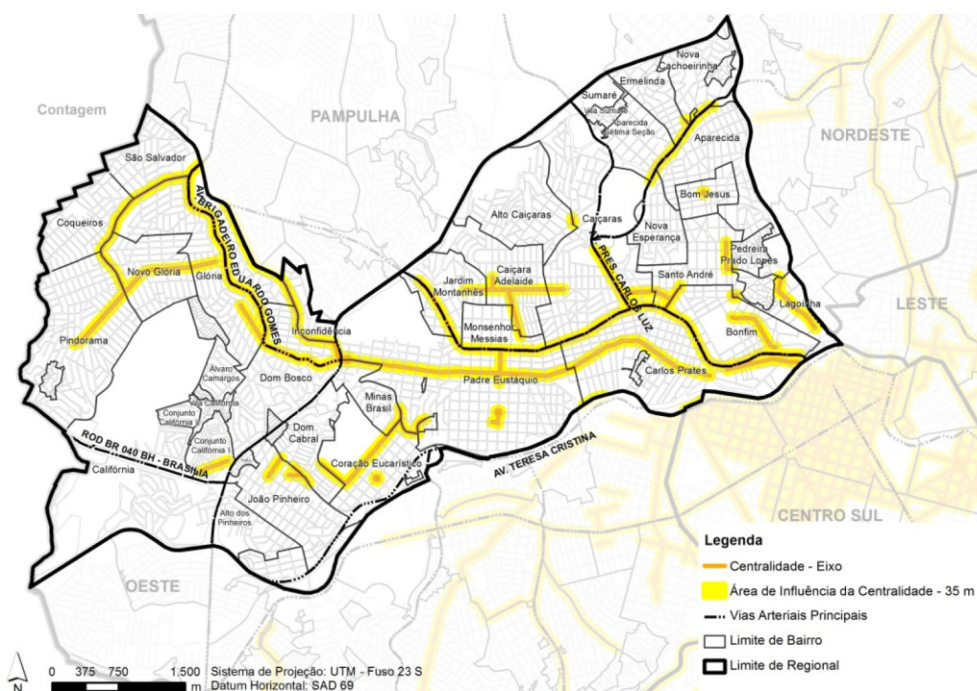 Contagem
PAMPULHA
NORDESTE
LESTE
CENTRO SUL
OESTE
Nova
Cachoeirinha
Ermelinda
Sumaré
Vila Sumaré
Aparecida
Sétima Seção
Aparecida
São Salvador
Coqueiros
Alto Caiçaras
Caiçaras
Bom Jesus
Nova
Esperança
Pedreira
Prado Lopes
Santo André
Lagoinha
Bonfim
AV. BRIGADEIRO EDUARDO GOMES
AV. PRES. CARLOS LUZ
Novo Glória
Glória
Jardim
Montanhês
Caiçara
Adelaide
Monsenhor
Messias
Inconfidência
Pindorama
Padre Eustáquio
Carlos Prates
Álvaro
Camargos
Dom Bosco
Vila Califórnia
Minas
Brasil
Conjunto
Califórnia II
Conjunto
Califórnia I
Dom
Cabral
Coração Eucarístico
ROD BR 040 BH - BRASÍLIA
Califórnia
João Pinheiro
Alto dos
Pinheiros
AV. TERESA CRISTINA
Legenda
Centralidade - Eixo
Área de Influência da Centralidade - 35 m
Vias Arteriais Principais
Limite de Bairro
Limite de Regional
N
0 375 750 1.500
m
Sistema de Projeção: UTM - Fuso 23 S
Datum Horizontal: SAD 69